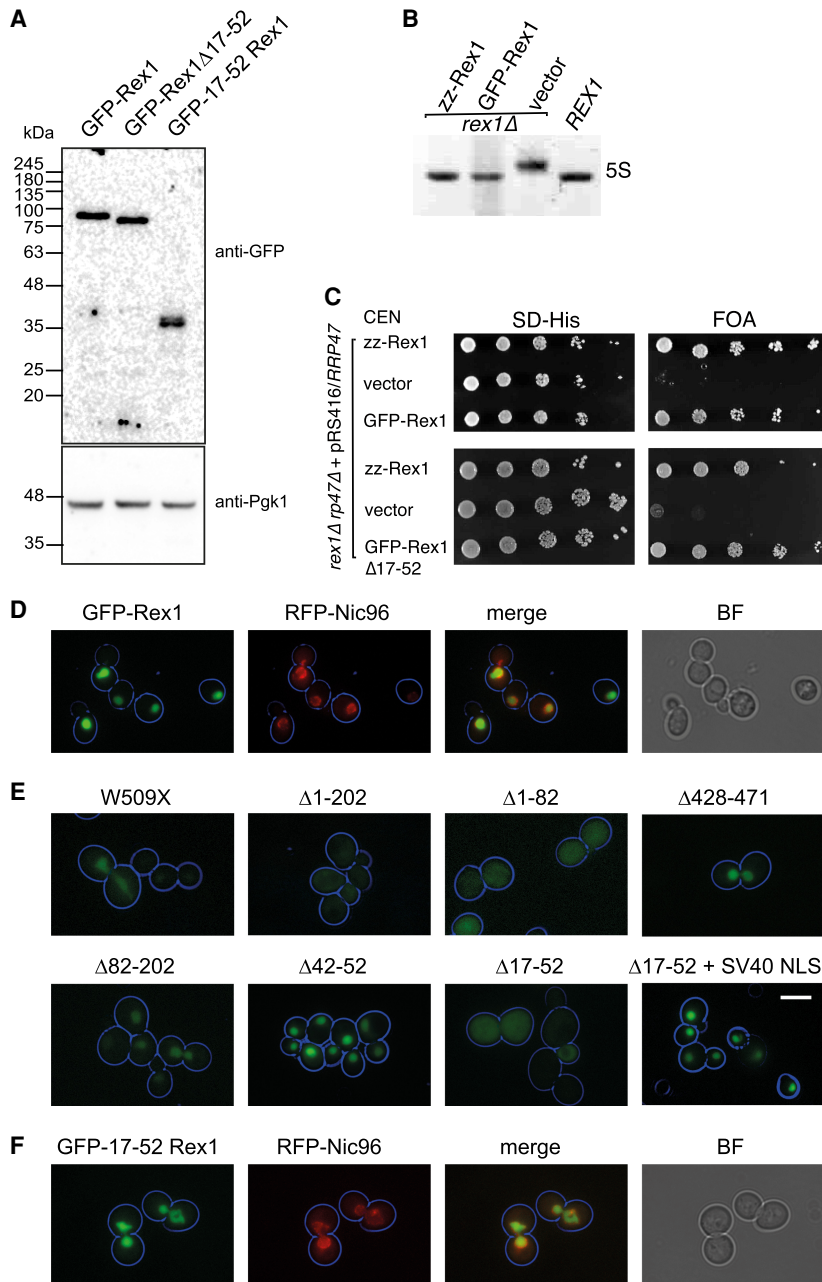 A
GFP-Rex1
GFP-Rex1Δ17-52
GFP-17-52 Rex1
kDa
245
180
135
100
75
63
48
35
25
20
anti-GFP
48
35
anti-Pgk1
B
zz-Rex1
GFP-Rex1
vector
REX1
rex1Δ
5S
C
CEN
SD-His
FOA
rex1Δ rp47Δ + pRS416/RRP47
zz-Rex1
vector
GFP-Rex1
zz-Rex1
vector
GFP-Rex1
Δ17-52
D
GFP-Rex1
RFP-Nic96
merge
BF
E
W509X
Δ1-202
Δ1-82
Δ428-471
Δ82-202
Δ42-52
Δ17-52
Δ17-52 + SV40 NLS
F
GFP-17-52 Rex1
RFP-Nic96
merge
BF